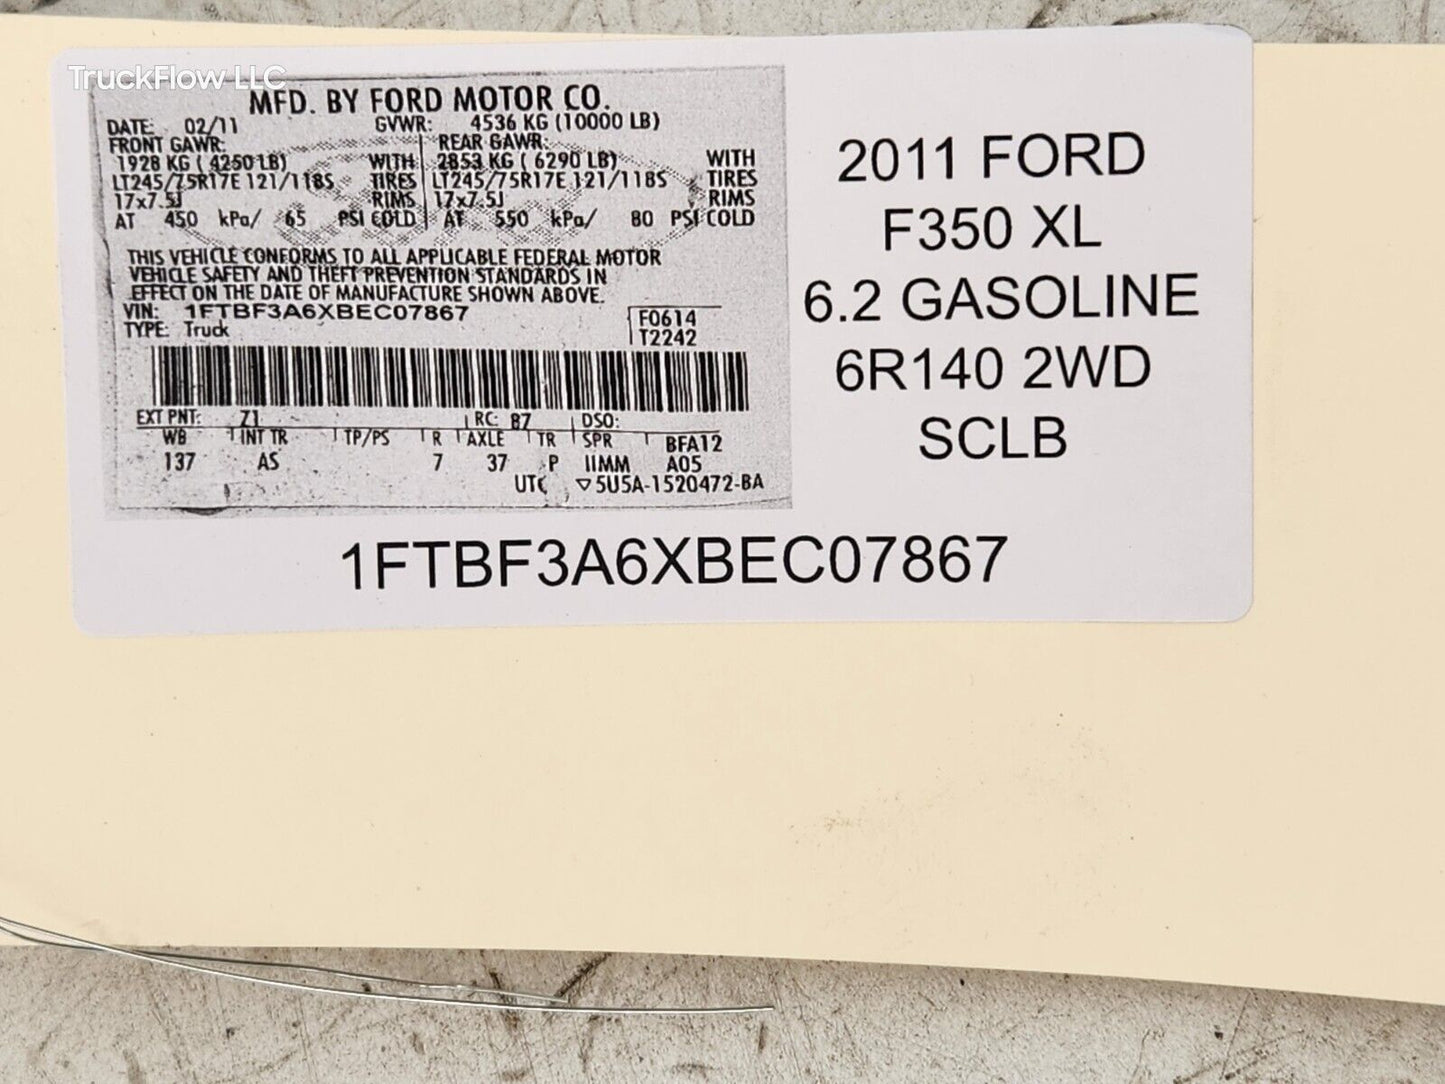 TruckFlow LLC
MFD. BY FORD MOTOR CO.
DATE: 02/11 GVWR: 4536 KG (10000 LB)
FRONT GAWR: REAR GAWR:
1928 KG ( 4250 LB) WITH 2853 KG ( 6290 LB) WITH
LT245/75R17E 121/118S TIRES LT245/75R17E 121/118S TIRES
17x7.5J RIMS 17x7.5J RIMS
AT 450 kPa/ 65 PSI COLD AT 550 kPa/ 80 PSI COLD
THIS VEHICLE CONFORMS TO ALL APPLICABLE FEDERAL MOTOR
VEHICLE SAFETY AND THEFT PREVENTION STANDARDS IN
EFFECT ON THE DATE OF MANUFACTURE SHOWN ABOVE.
VIN: 1FTBF3A6XBEC07867
TYPE: Truck
F0614
T2242
EXT PNT: Z1 RC: 87 DSO:
WB INT TR TP/PS R AXLE TR SPR BFA12
137 AS 7 37 P IIMM A05
UTC ▽5U5A-1520472-BA
2011 FORD
F350 XL
6.2 GASOLINE
6R140 2WD
SCLB
1FTBF3A6XBEC07867